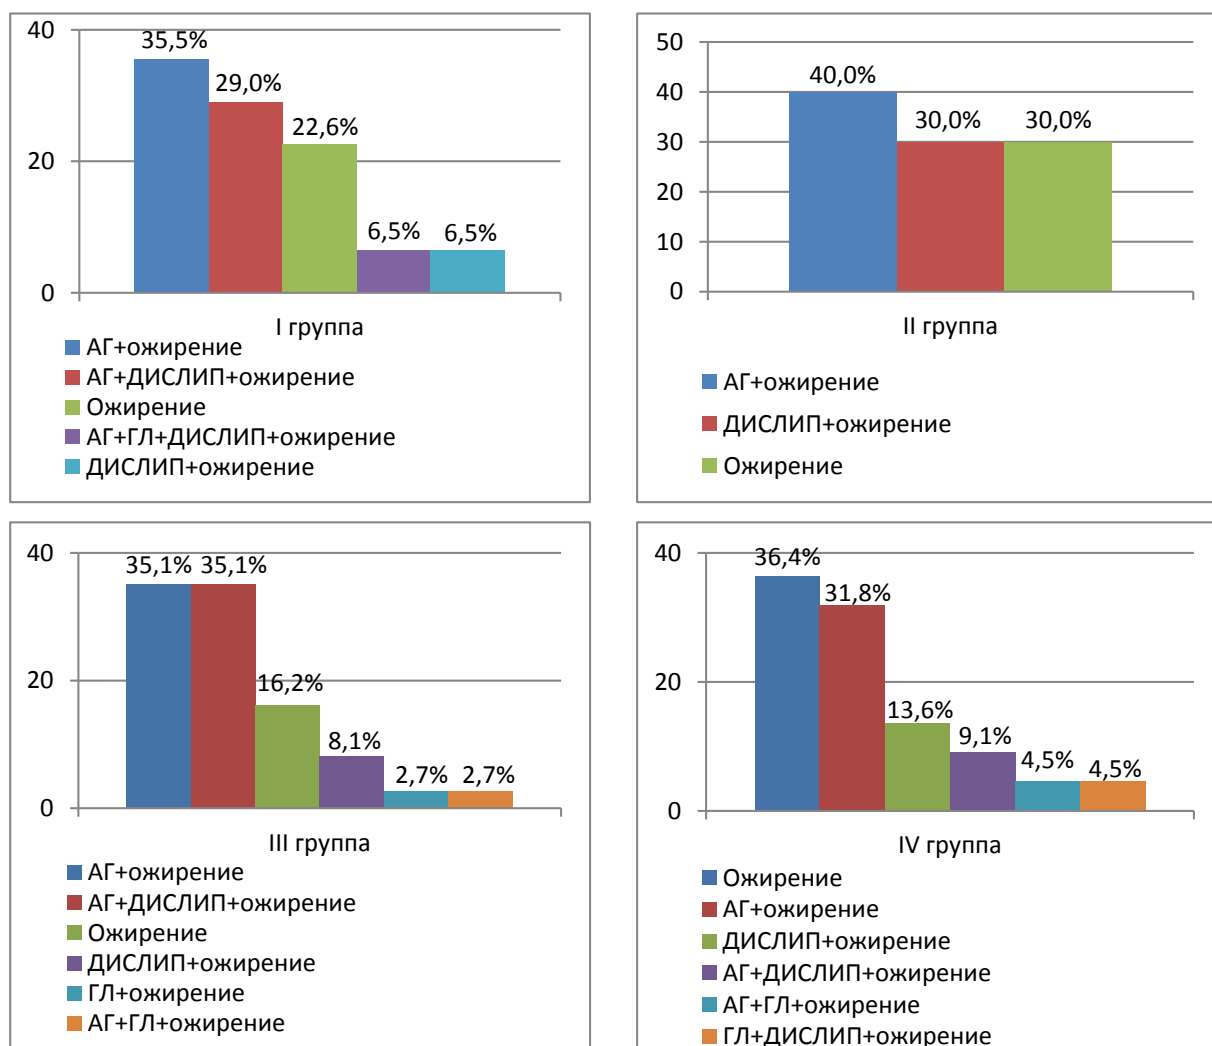 40
20
0
35,5%
29,0%
22,6%
6,5%
6,5%
I группа
АГ+ожирение
АГ+ДИСЛИП+ожирение
Ожирение
АГ+ГЛ+ДИСЛИП+ожирение
ДИСЛИП+ожирение
50
40
30
20
10
0
40,0%
30,0%
30,0%
II группа
АГ+ожирение
ДИСЛИП+ожирение
Ожирение
40
20
0
35,1%
35,1%
16,2%
8,1%
2,7%
2,7%
III группа
АГ+ожирение
АГ+ДИСЛИП+ожирение
Ожирение
ДИСЛИП+ожирение
ГЛ+ожирение
АГ+ГЛ+ожирение
40
20
0
36,4%
31,8%
13,6%
9,1%
4,5%
4,5%
IV группа
Ожирение
АГ+ожирение
ДИСЛИП+ожирение
АГ+ДИСЛИП+ожирение
АГ+ГЛ+ожирение
ГЛ+ДИСЛИП+ожирение